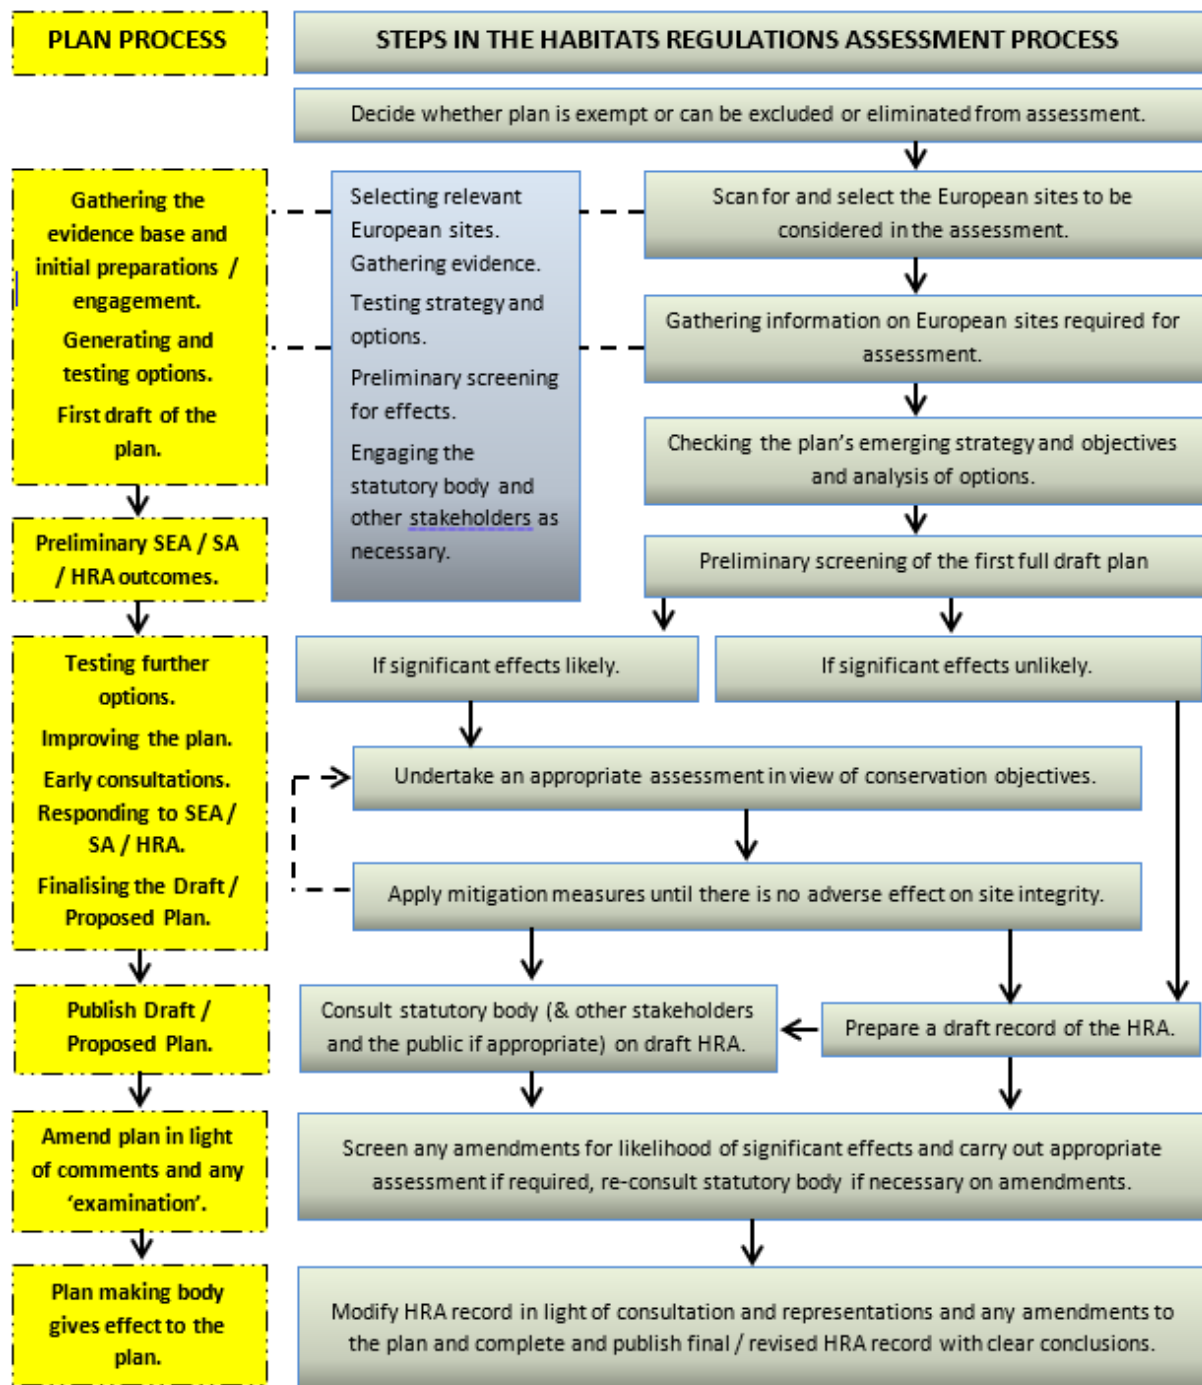 PLAN PROCESS
STEPS IN THE HABITATS REGULATIONS ASSESSMENT PROCESS
Decide whether plan is exempt or can be excluded or eliminated from assessment.
Gathering the
evidence base and
initial preparations /
engagement.
Generating and
testing options.
First draft of the
plan.
Selecting relevant
European sites.
Gathering evidence.
Testing strategy and
options.
Preliminary screening
for effects.
Engaging the
statutory body and
other stakeholders as
necessary.
Scan for and select the European sites to be
considered in the assessment.
Gathering information on European sites required for
assessment.
Checking the plan's emerging strategy and objectives
and analysis of options.
Preliminary SEA / SA
/ HRA outcomes.
Preliminary screening of the first full draft plan
Testing further
options.
Improving the plan.
Early consultations.
Responding to SEA /
SA / HRA.
Finalising the Draft /
Proposed Plan.
If significant effects likely.
If significant effects unlikely.
Undertake an appropriate assessment in view of conservation objectives.
Apply mitigation measures until there is no adverse effect on site integrity.
Publish Draft /
Proposed Plan.
Consult statutory body (& other stakeholders
and the public if appropriate) on draft HRA.
Prepare a draft record of the HRA.
Amend plan in light
of comments and any
‘examination’.
Screen any amendments for likelihood of significant effects and carry out appropriate
assessment if required, re-consult statutory body if necessary on amendments.
Plan making body
gives effect to the
plan.
Modify HRA record in light of consultation and representations and any amendments to
the plan and complete and publish final / revised HRA record with clear conclusions.